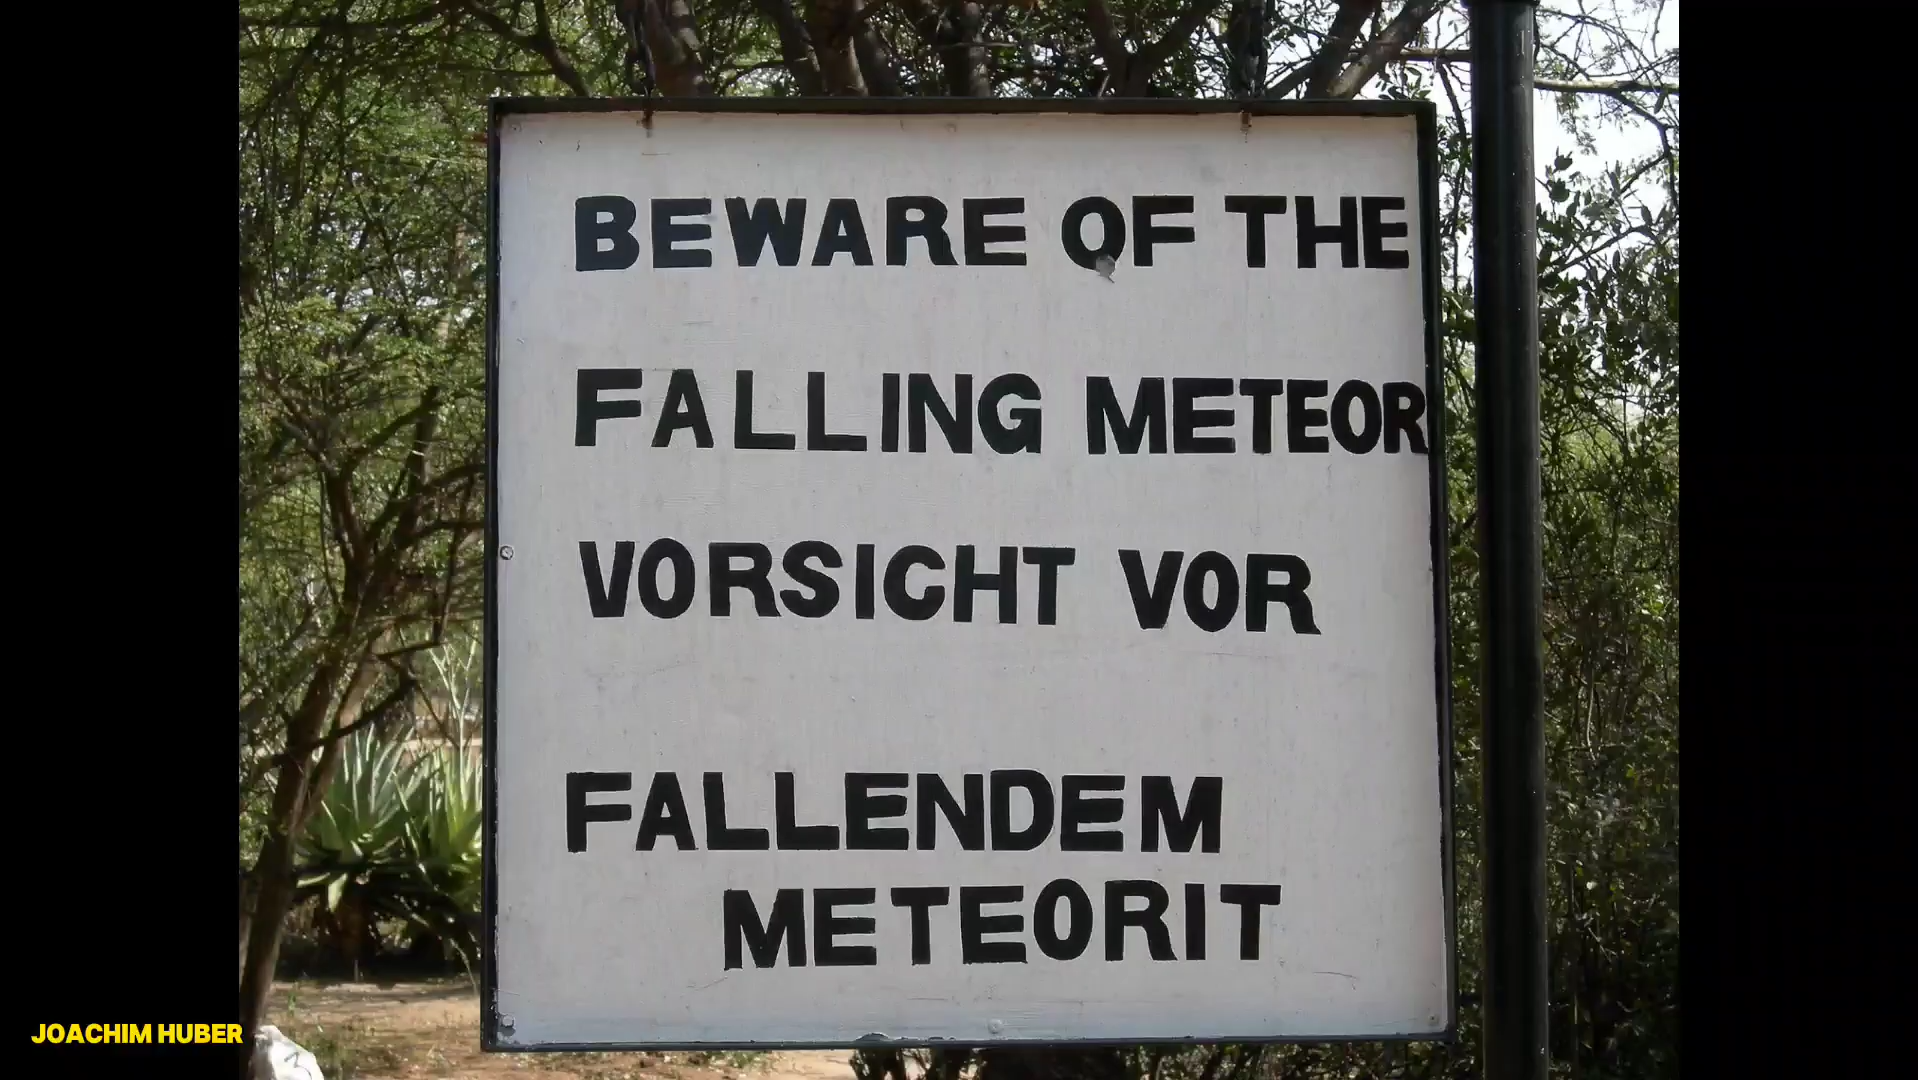 BEWARE OF THE
FALLING METEOR
VORSICHT VOR
FALLENDEM
METEORIT
JOACHIM HUBER